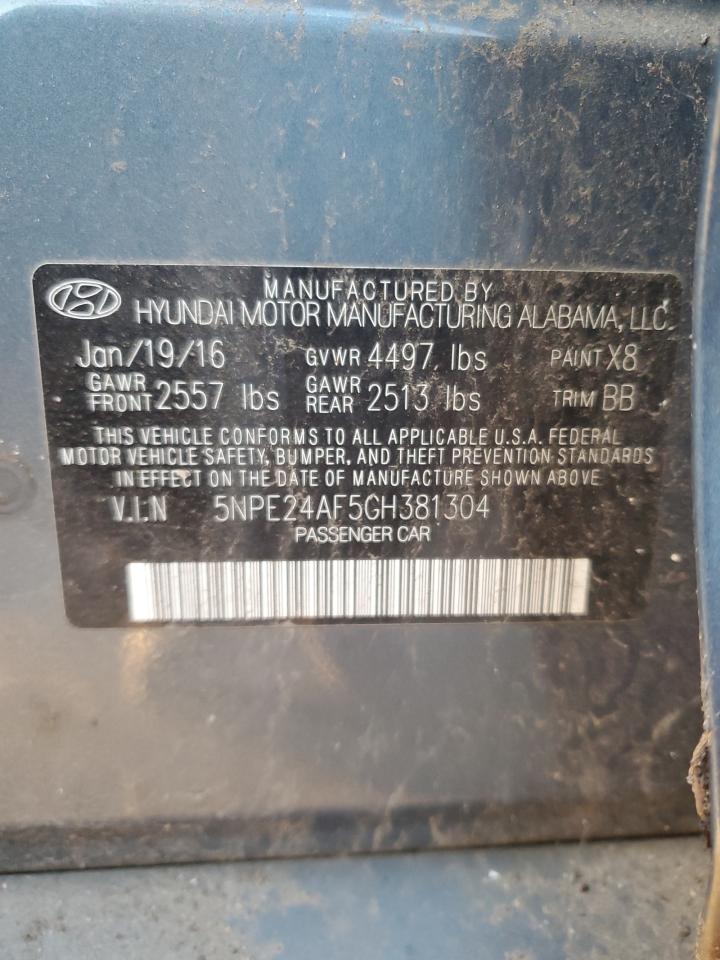 MANUFACTURED BY
HYUNDAI MOTOR MANUFACTURING ALABAMA, LLC
Jan/19/16 GVWR 4497 lbs PAINT X8
GAWR FRONT 2557 lbs GAWR REAR 2513 lbs TRIM BB
THIS VEHICLE CONFORMS TO ALL APPLICABLE U.S.A. FEDERAL
MOTOR VEHICLE SAFETY, BUMPER, AND THEFT PREVENTION STANDARDS
IN EFFECT ON THE DATE OF MANUFACTURE SHOWN ABOVE
V.I.N 5NPE24AF5GH381304
PASSENGER CAR